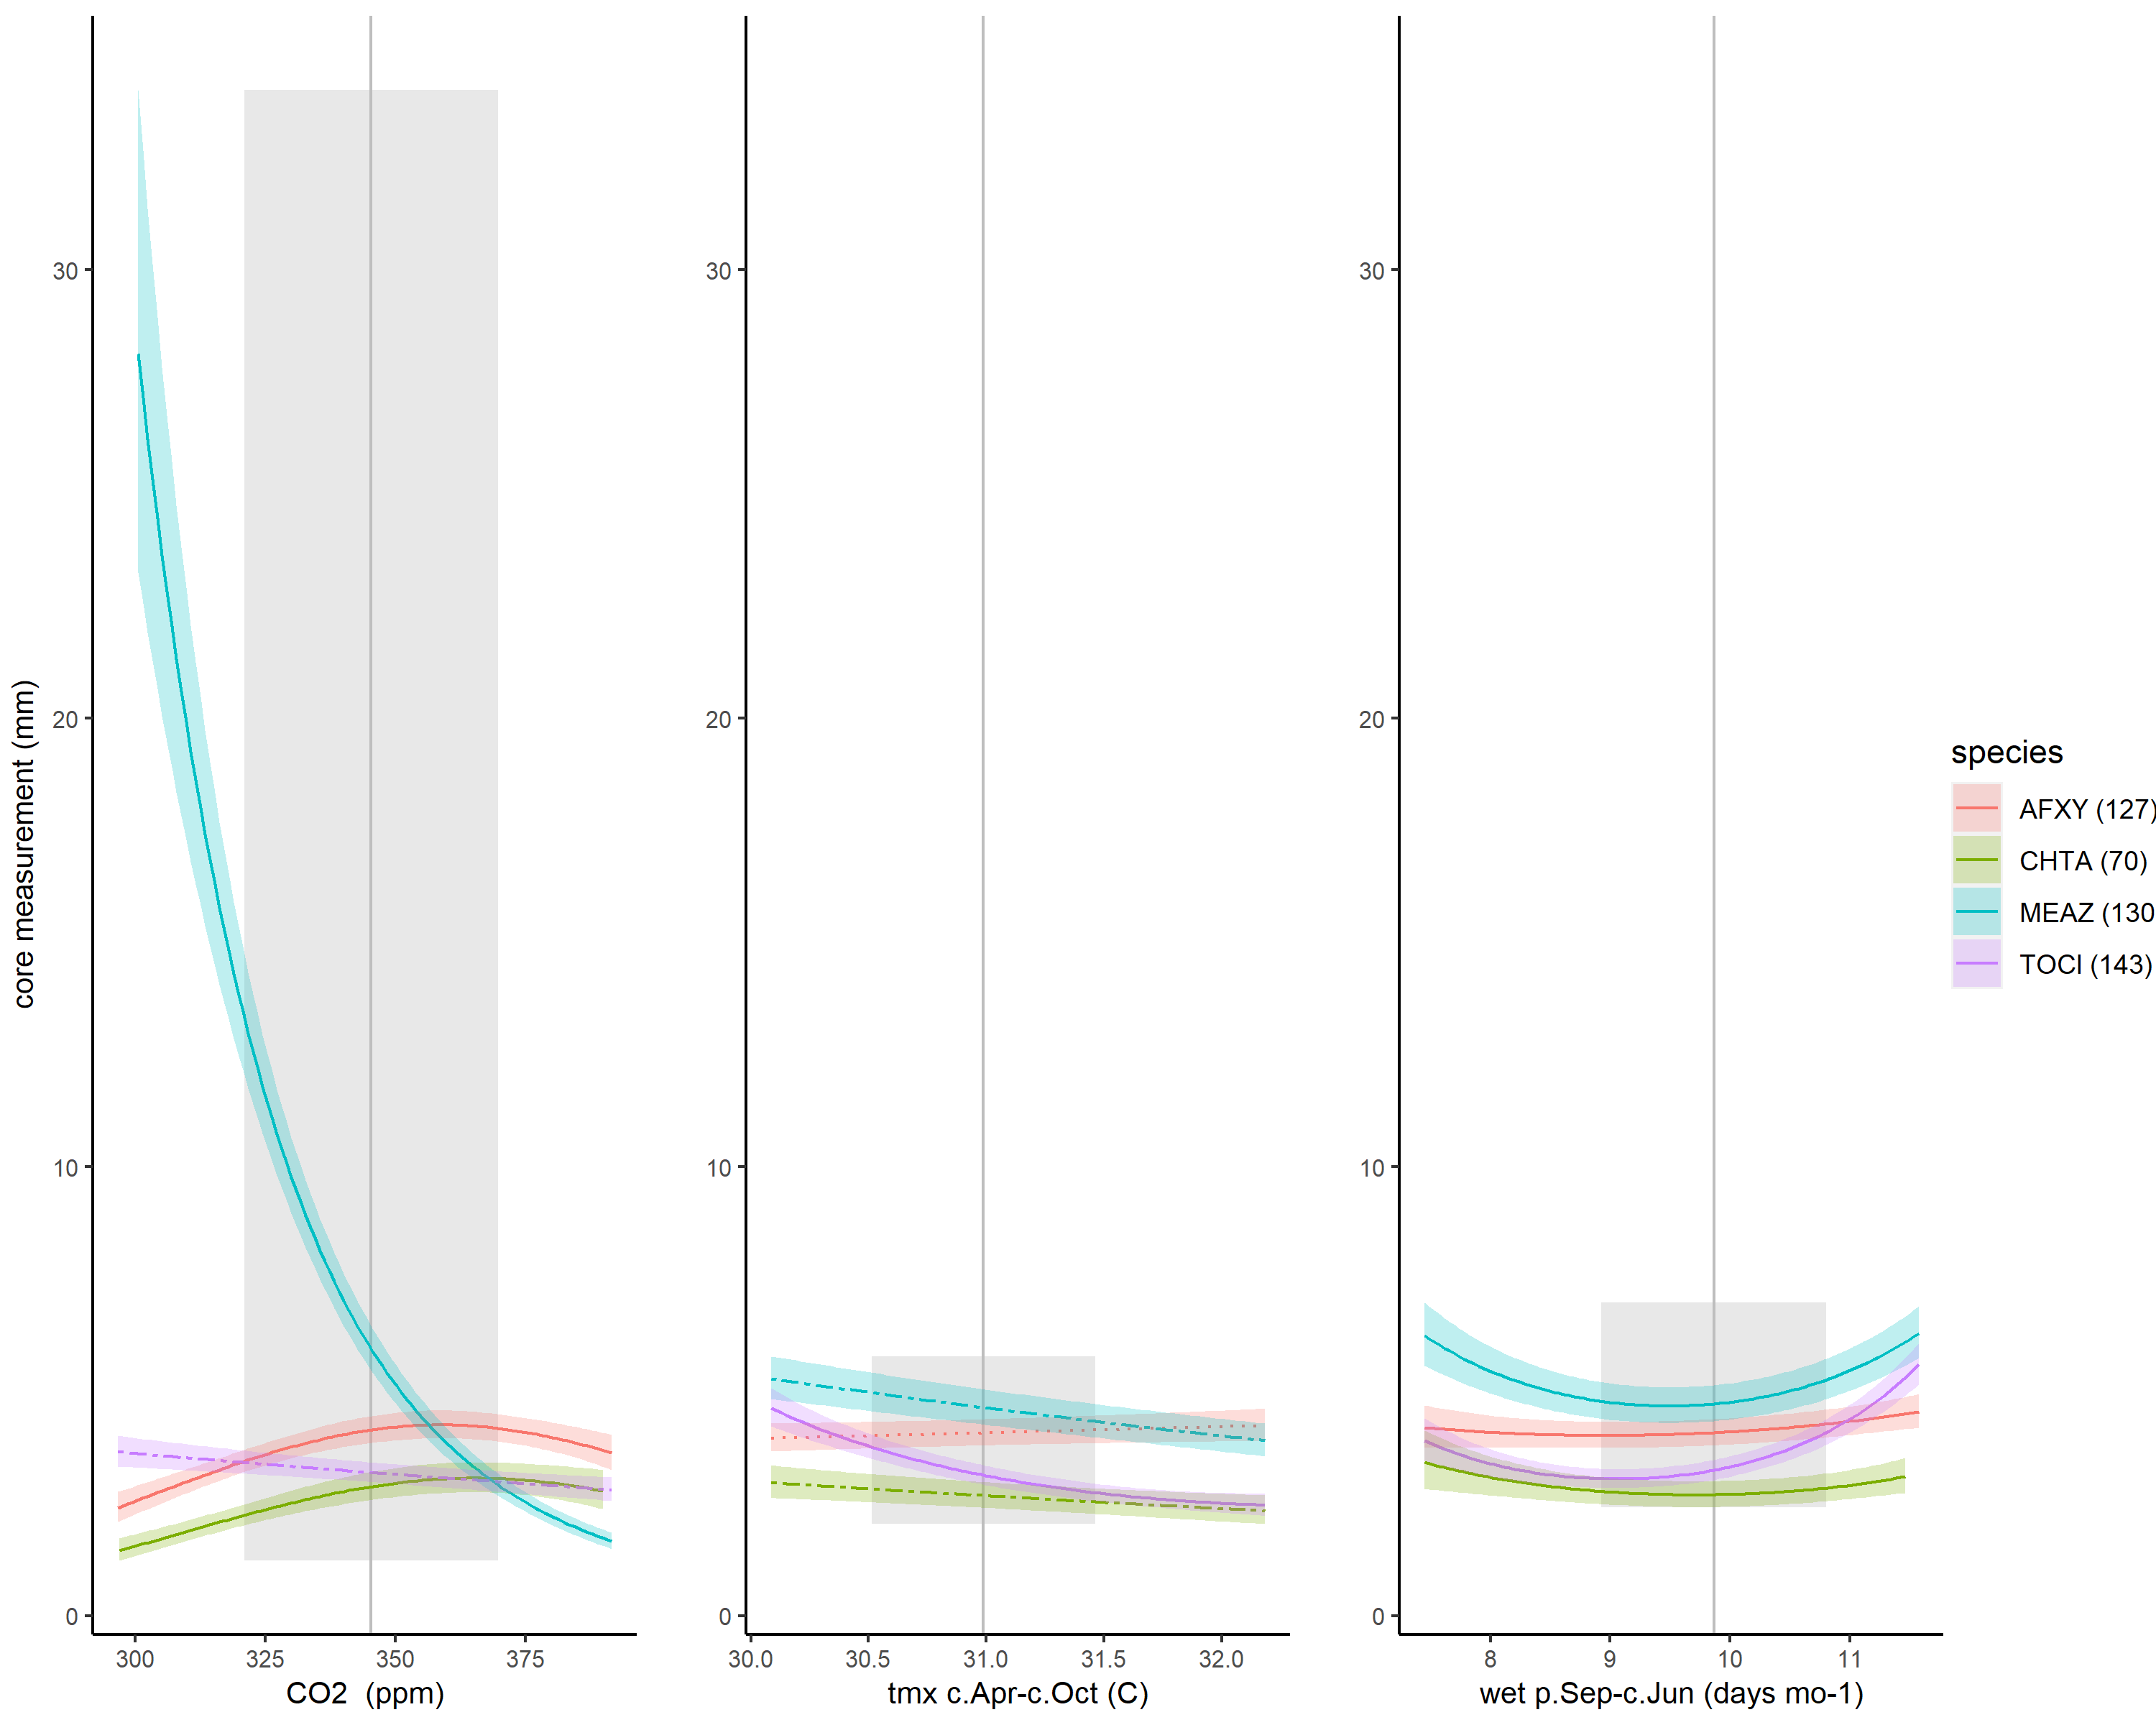 core measurement (mm)
30
20
10
0
300 325 350 375
CO2 (ppm)
30
20
10
0
30.0 30.5 31.0 31.5 32.0
tmx c.Apr-c.Oct (C)
30
20
10
0
8 9 10 11
wet p.Sep-c.Jun (days mo-1)
species
AFXY (127)
CHTA (70)
MEAZ (130
TOCI (143)